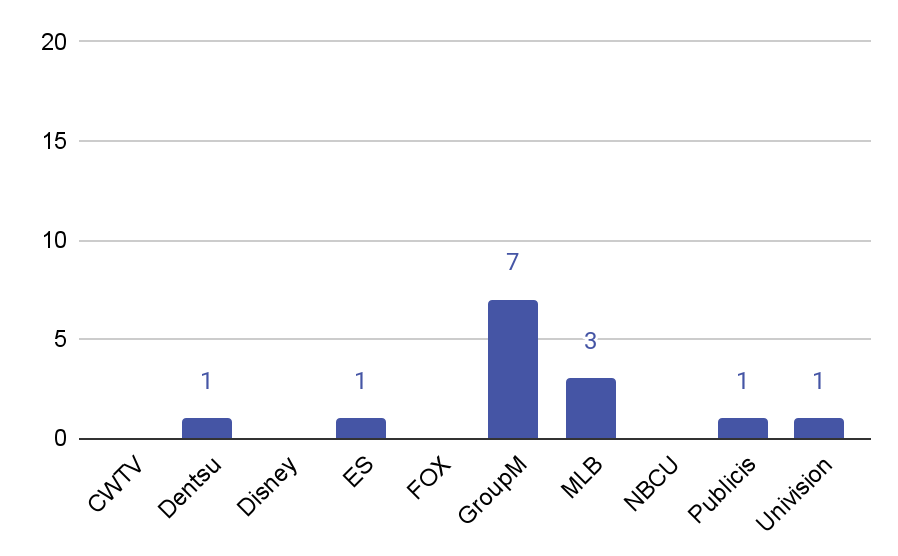 20
15
10
5
0
1
1
7
3
1
1
CWTV
Dentsu
Disney
ES
FOX
GroupM
MLB
NBCU
Publicis
Univision